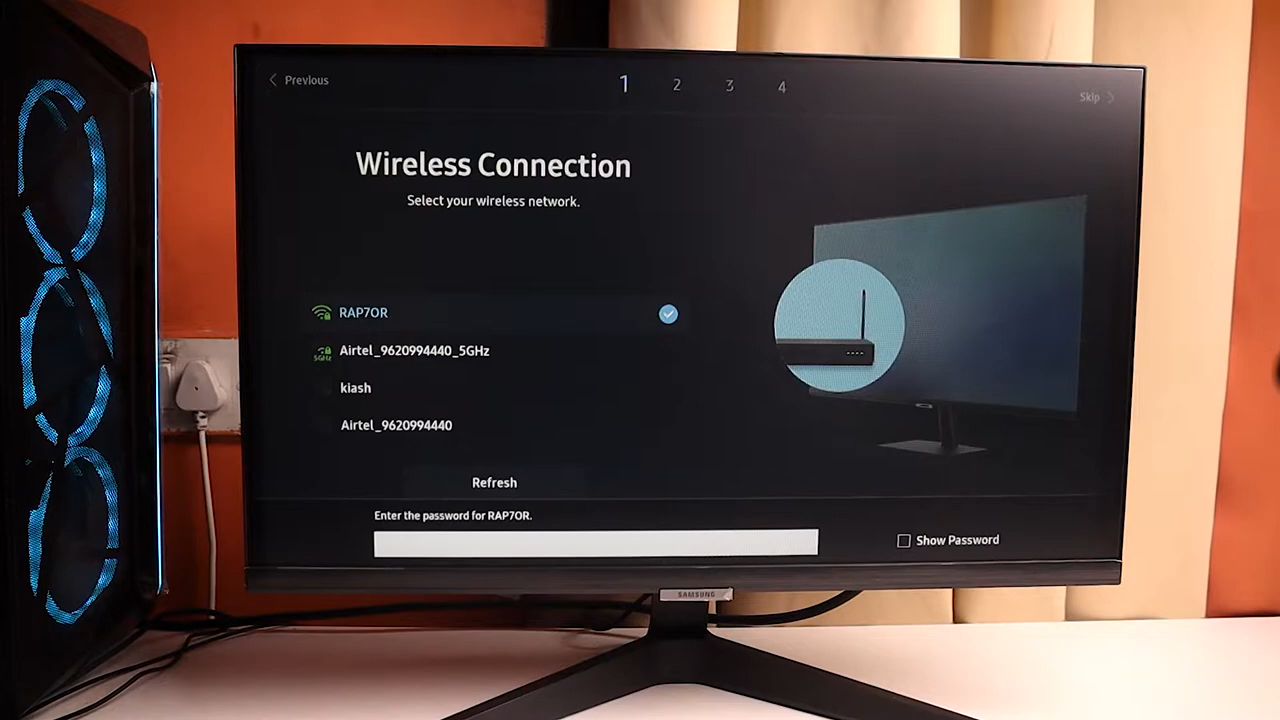 Previous
1 2 3 4
Skip
Wireless Connection
Select your wireless network.
RAP7OR
5GHz
Airtel_9620994440_5GHz
kiash
Airtel_9620994440
Refresh
Enter the password for RAP7OR.
Show Password
SAMSUNG